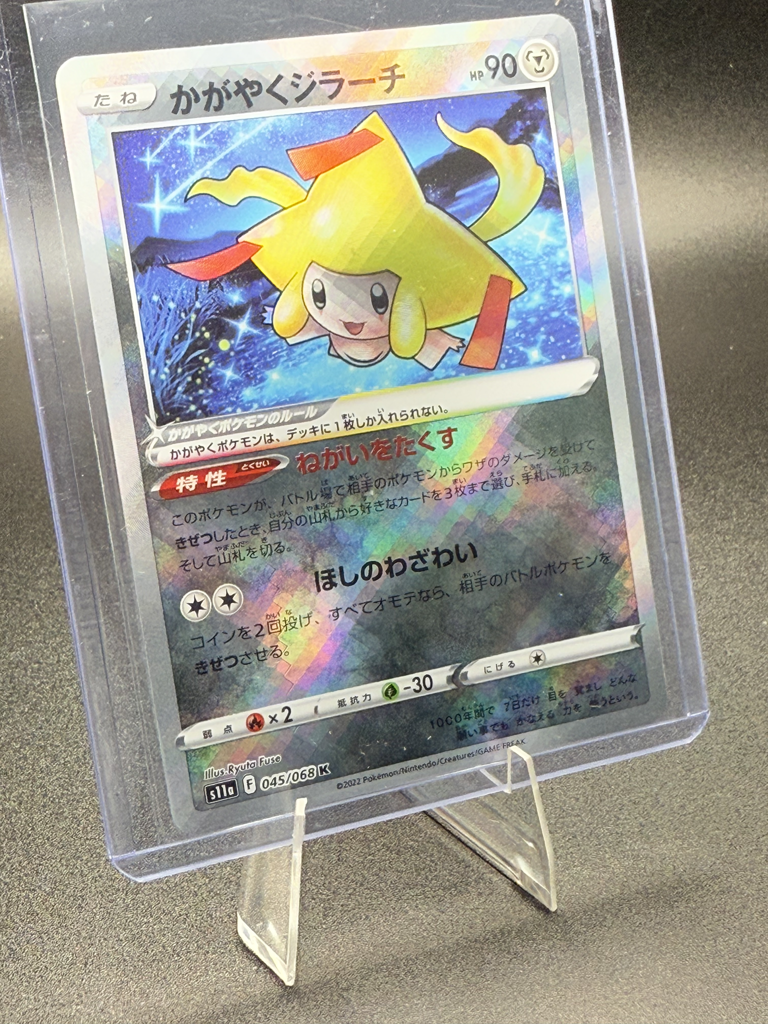 たね かがやくジラーチ HP 90
かがやくポケモンのルール
かがやくポケモンは、デッキに1枚しか入れられない。
特性 とくせい ねがいをたくす
このポケモンが、バトル場で相手のポケモンからワザのダメージを受けて
きぜつしたとき、自分の山札から好きなカードを3枚まで選び、手札に加える。
そして山札を切る。
ほしのわざわい
コインを2回投げ、すべてオモテなら、相手のバトルポケモンを
きぜつさせる。
弱点 ×2 抵抗力 -30 にげる
1000年間で 7日だけ 目を 覚まし どんな
願い事でも かなえる 力を 使うという。
Illus. Ryuta Fuse
s11a F 045/068 K ©2022 Pokémon/Nintendo/Creatures/GAME FREAK.